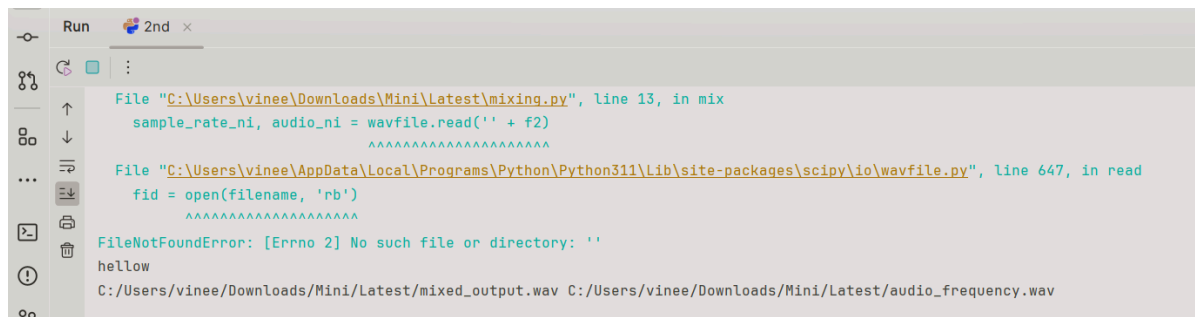 Run 2nd ×
File "C:\Users\vinee\Downloads\Mini\Latest\mixing.py", line 13, in mix
sample_rate_ni, audio_ni = wavfile.read('' + f2)
^^^^^^^^^^^^^^^^^^^^^
File "C:\Users\vinee\AppData\Local\Programs\Python\Python311\Lib\site-packages\scipy\io\wavfile.py", line 647, in read
fid = open(filename, 'rb')
^^^^^^^^^^^^^^^^^^^^
FileNotFoundError: [Errno 2] No such file or directory: ''
hellow
C:/Users/vinee/Downloads/Mini/Latest/mixed_output.wav C:/Users/vinee/Downloads/Mini/Latest/audio_frequency.wav